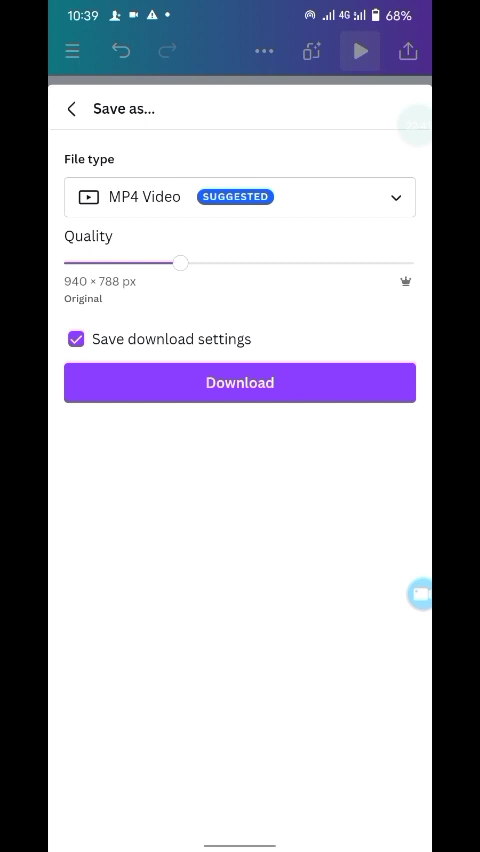 10:39 4G 68%
Save as...
File type
MP4 Video SUGGESTED
Quality
940 × 788 px
Original
Save download settings
Download